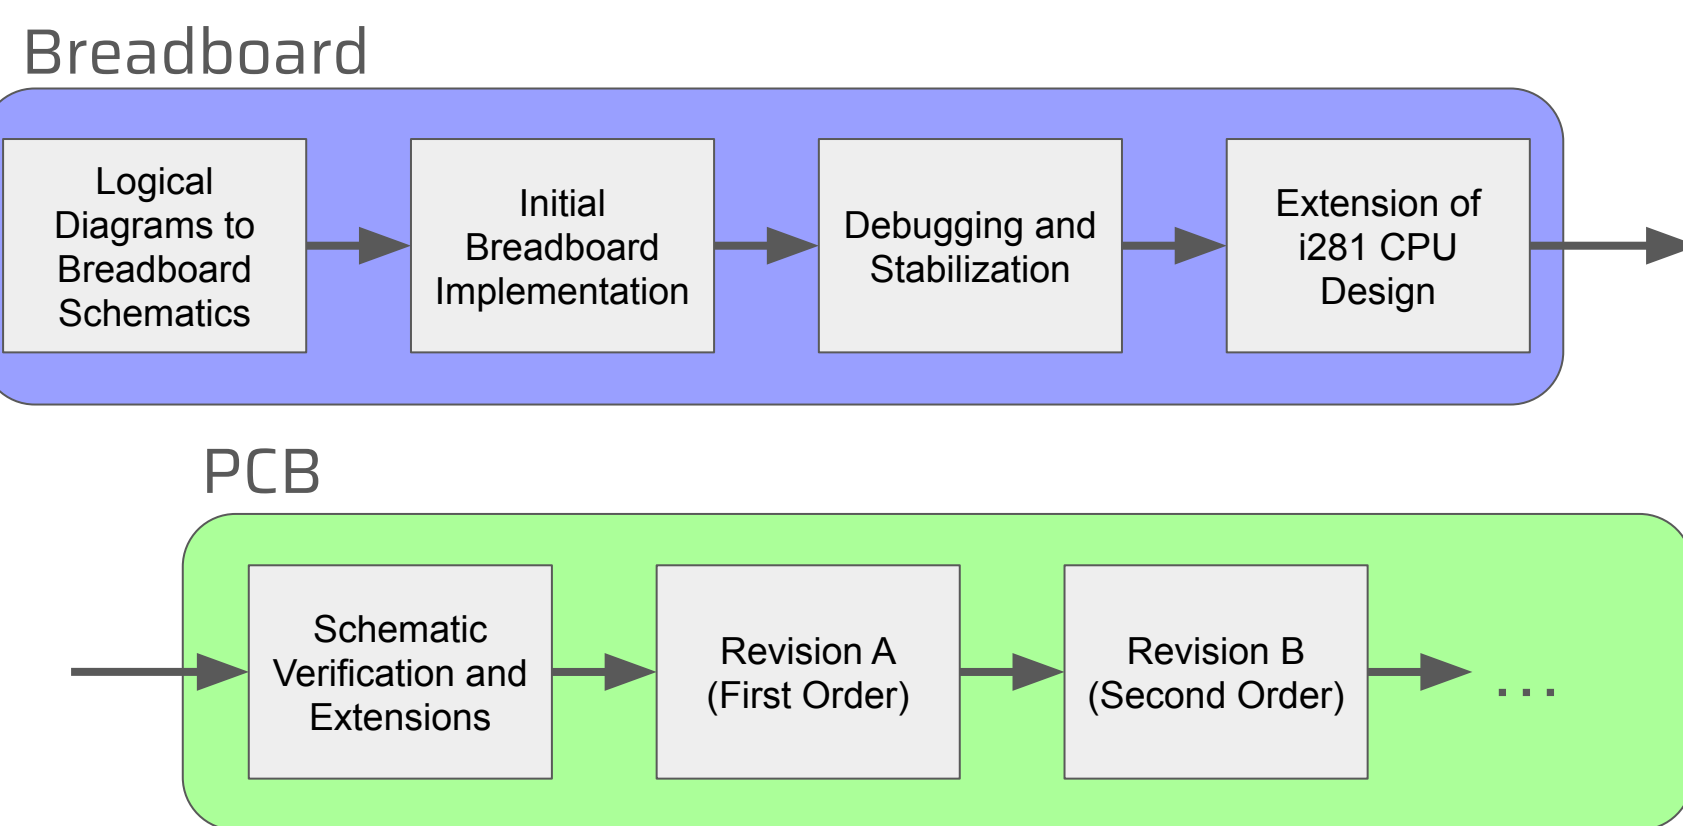 Breadboard
Logical
Diagrams to
Breadboard
Schematics
Initial
Breadboard
Implementation
Debugging and
Stabilization
Extension of
i281 CPU
Design
PCB
Schematic
Verification and
Extensions
Revision A
(First Order)
Revision B
(Second Order)
...